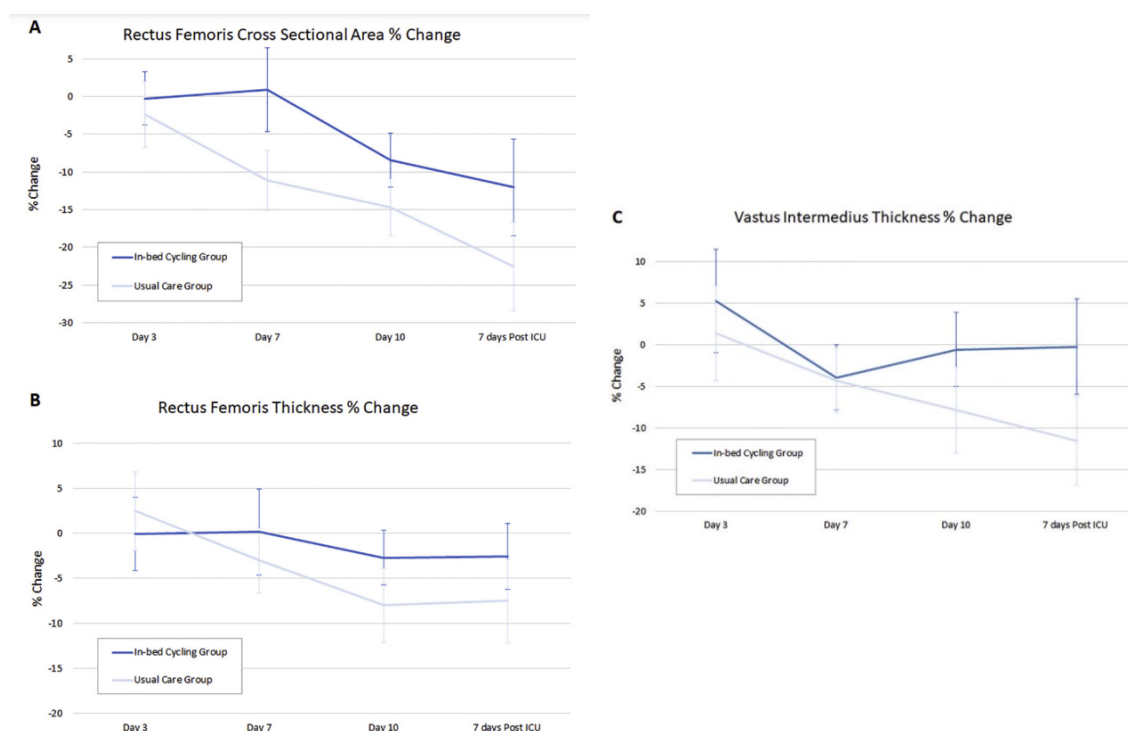 A
Rectus Femoris Cross Sectional Area % Change
5
0
-5
-10
-15
-20
-25
-30
% Change
In-bed Cycling Group
Usual Care Group
Day 3 Day 7 Day 10 7 days Post ICU
B
Rectus Femoris Thickness % Change
10
5
0
-5
-10
-15
-20
% Change
In-bed Cycling Group
Usual Care Group
Day 3 Day 7 Day 10 7 days Post ICU
C
Vastus Intermedius Thickness % Change
10
5
0
-5
-10
-15
-20
% Change
In-bed Cycling Group
Usual Care Group
Day 3 Day 7 Day 10 7 days Post ICU